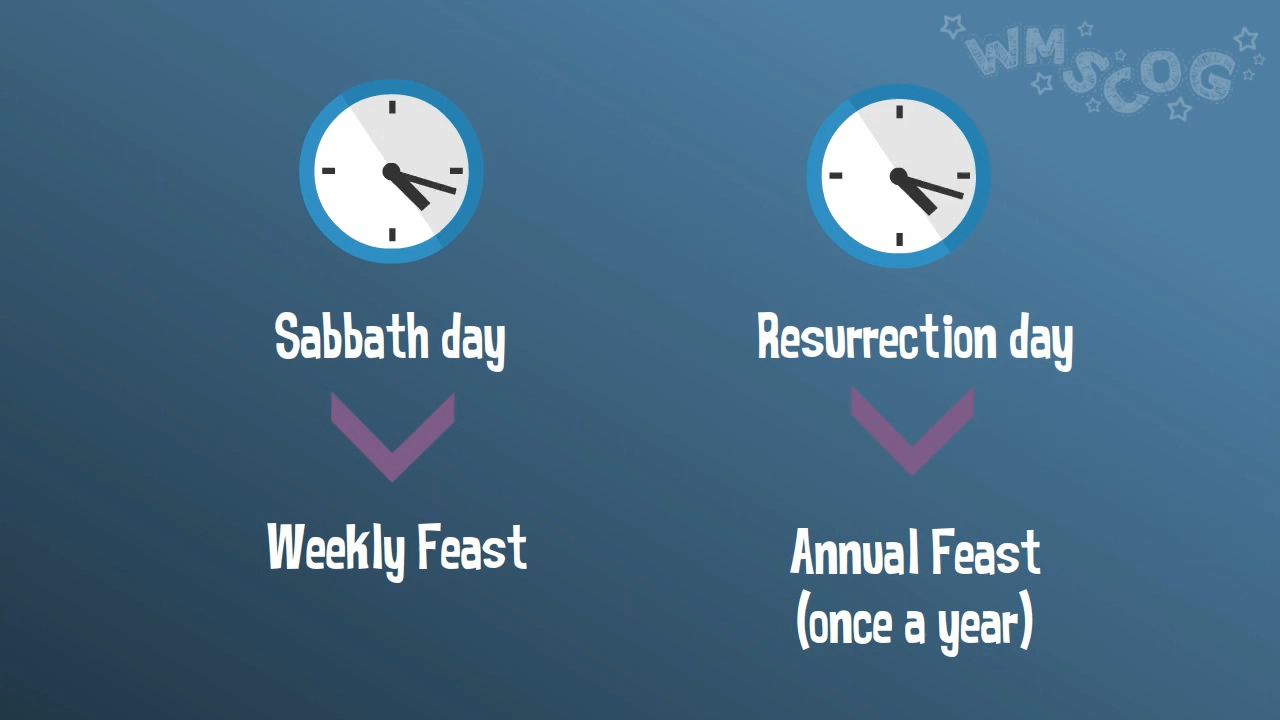 WMSCOG
Sabbath day
Resurrection day
Weekly Feast
Annual Feast
(once a year)